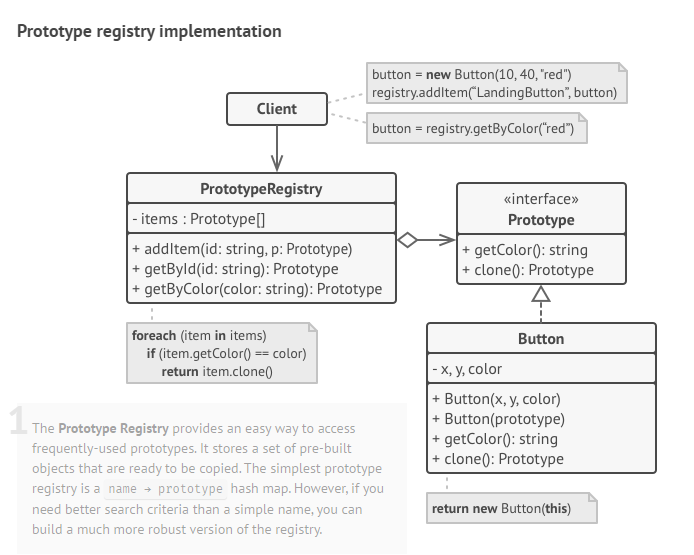 Prototype registry implementation
button = new Button(10, 40, "red")
registry.addItem(“LandingButton”, button)
Client
button = registry.getByColor(“red”)
PrototypeRegistry
- items : Prototype[]
+ addItem(id: string, p: Prototype)
+ getById(id: string): Prototype
+ getByColor(color: string): Prototype
«interface»
Prototype
+ getColor(): string
+ clone(): Prototype
foreach (item in items)
if (item.getColor() == color)
return item.clone()
Button
- x, y, color
+ Button(x, y, color)
+ Button(prototype)
+ getColor(): string
+ clone(): Prototype
return new Button(this)
1
The Prototype Registry provides an easy way to access
frequently-used prototypes. It stores a set of pre-built
objects that are ready to be copied. The simplest prototype
registry is a name → prototype hash map. However, if you
need better search criteria than a simple name, you can
build a much more robust version of the registry.